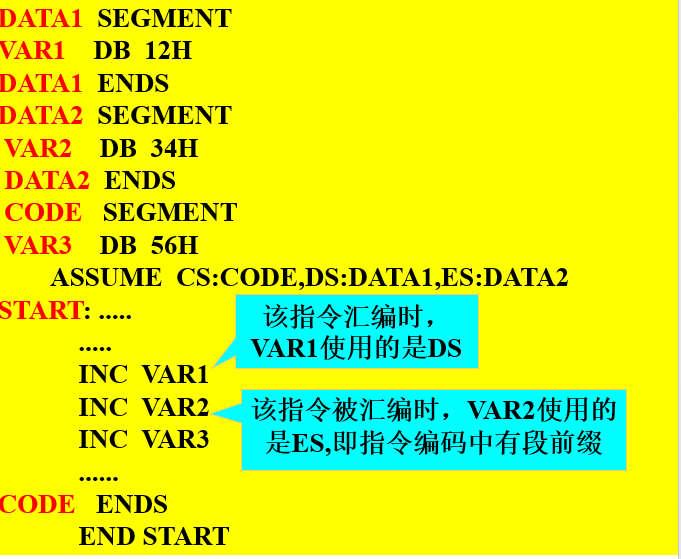 DATA1 SEGMENT
VAR1 DB 12H
DATA1 ENDS
DATA2 SEGMENT
VAR2 DB 34H
DATA2 ENDS
CODE SEGMENT
VAR3 DB 56H
ASSUME CS:CODE,DS:DATA1,ES:DATA2
START: .....
.....
INC VAR1
INC VAR2
INC VAR3
......
CODE ENDS
END START
该指令汇编时，
VAR1使用的是DS
该指令被汇编时，VAR2使用的
是ES,即指令编码中有段前缀